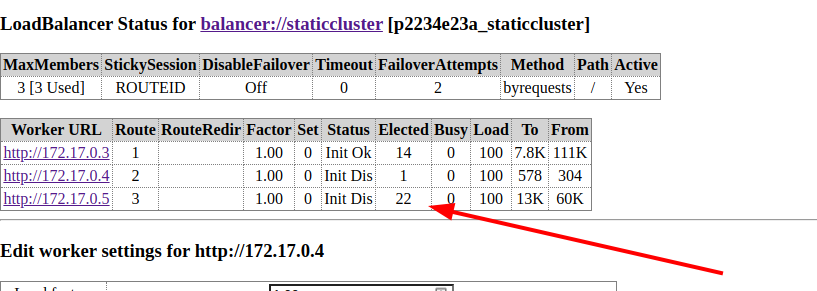 LoadBalancer Status for balancer://staticcluster [p2234e23a_staticcluster]
MaxMembers StickySession DisableFailover Timeout FailoverAttempts Method Path Active
3 [3 Used] ROUTEID Off 0 2 byrequests / Yes
Worker URL Route RouteRedir Factor Set Status Elected Busy Load To From
http://172.17.0.3 1 1.00 0 Init Ok 14 0 100 7.8K 111K
http://172.17.0.4 2 1.00 0 Init Dis 1 0 100 578 304
http://172.17.0.5 3 1.00 0 Init Dis 22 0 100 13K 60K
Edit worker settings for http://172.17.0.4